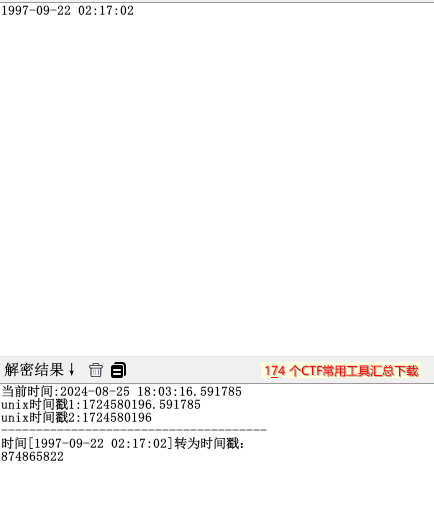 1997-09-22 02:17:02
解密结果↓
174 个CTF常用工具汇总下载
当前时间:2024-08-25 18:03:16.591785
unix时间戳1:1724580196.591785
unix时间戳2:1724580196
--------------------------------------
时间[1997-09-22 02:17:02]转为时间戳:
874865822